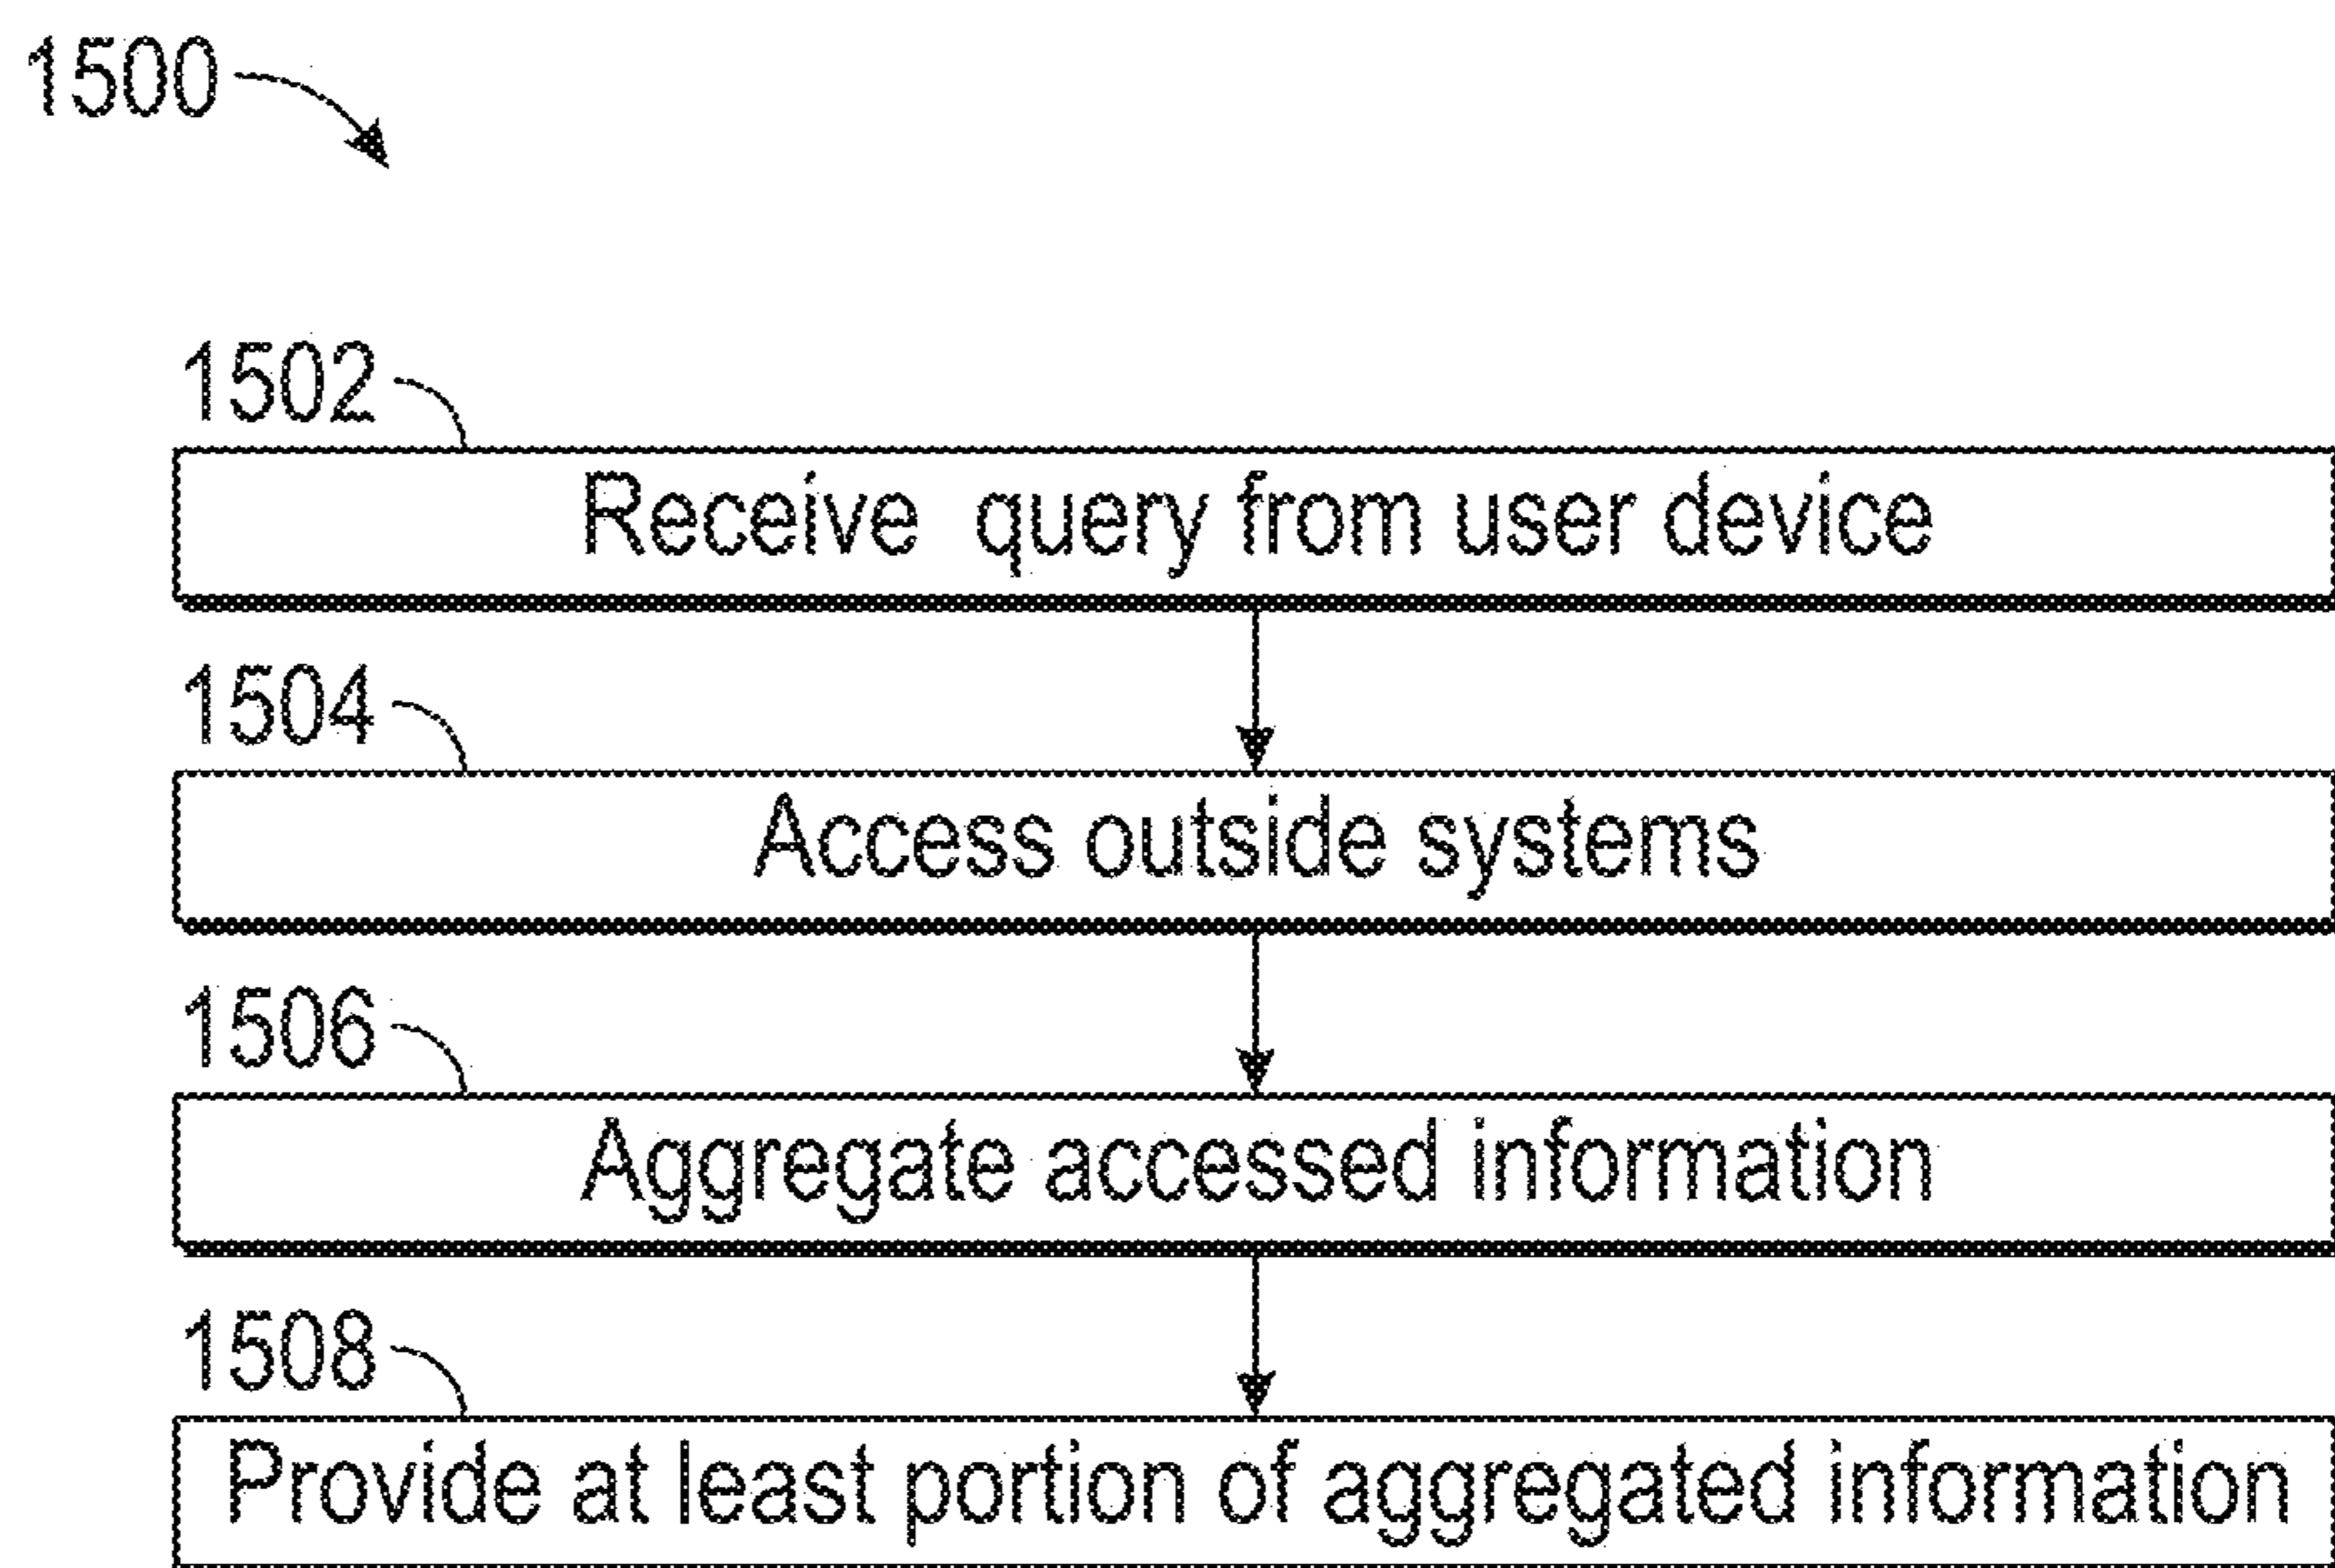 1500
1502
Receive query from user device
1504
Access outside systems
1506
Aggregate accessed information
1508
Provide at least portion of aggregated information